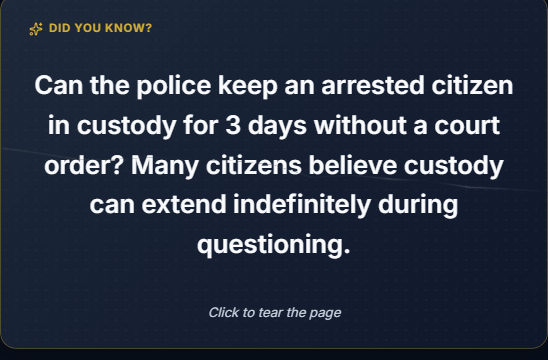 DID YOU KNOW?
Can the police keep an arrested citizen
in custody for 3 days without a court
order? Many citizens believe custody
can extend indefinitely during
questioning.
Click to tear the page